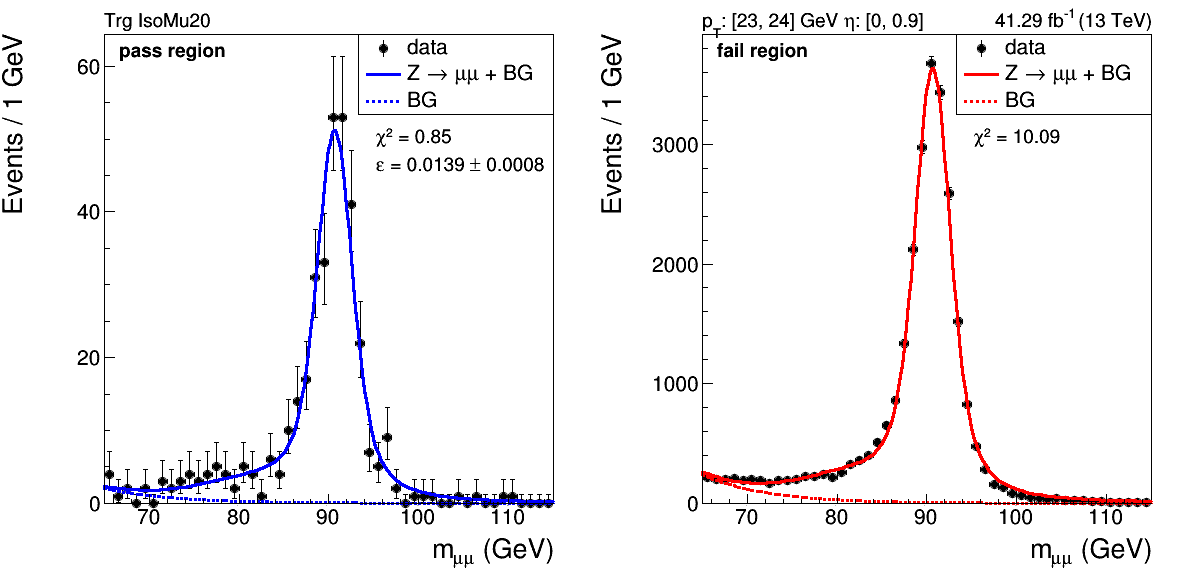 Trg IsoMu20
pass region
data
Z → μμ + BG
BG
χ² = 0.85
ε = 0.0139 ± 0.0008
Events / 1 GeV
60
40
20
0
70 80 90 100 110
m_μμ (GeV)
p_T: [23, 24] GeV η: [0, 0.9] 41.29 fb⁻¹ (13 TeV)
fail region
data
Z → μμ + BG
BG
χ² = 10.09
Events / 1 GeV
3000
2000
1000
0
70 80 90 100 110
m_μμ (GeV)